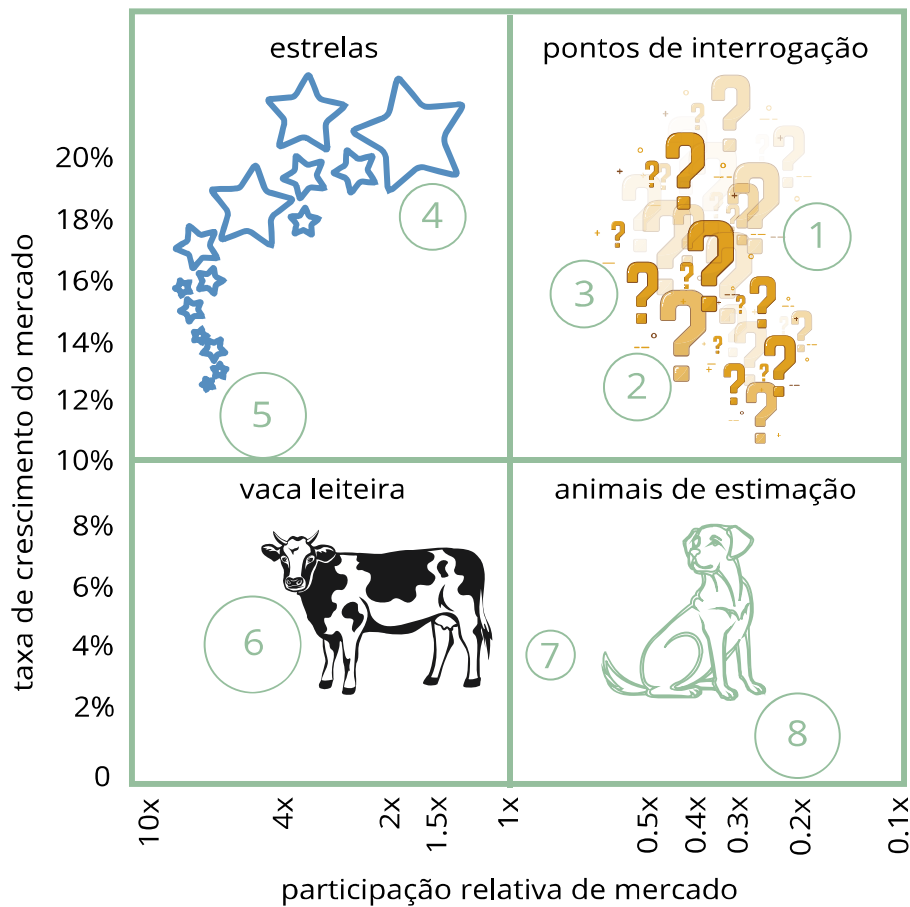 estrelas
pontos de interrogação
20%
18%
16%
14%
12%
10%
8%
6%
4%
2%
0
taxa de crescimento do mercado
4
5
1
3
2
vaca leiteira
animais de estimação
6
7
8
10x
4x
2x
1.5x
1x
0.5x
0.4x
0.3x
0.2x
0.1x
participação relativa de mercado